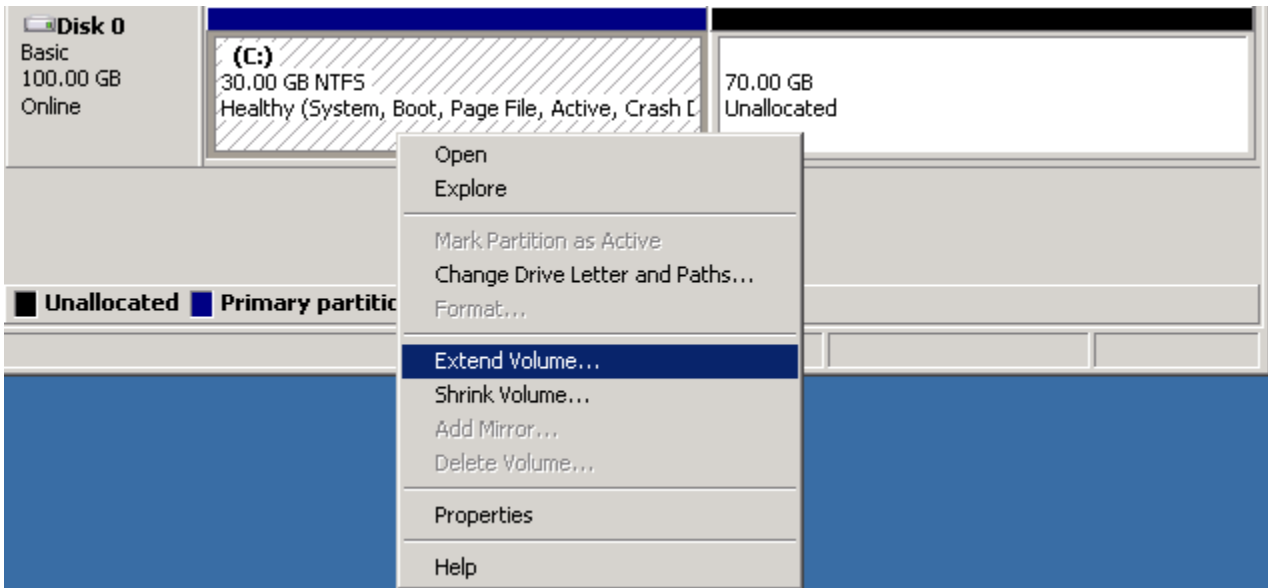 Disk 0
Basic
100.00 GB
Online
(C:)
30.00 GB NTFS
Healthy (System, Boot, Page File, Active, Crash
70.00 GB
Unallocated
Open
Explore
Mark Partition as Active
Change Drive Letter and Paths...
Format...
Unallocated
Primary
Extend Volume...
Shrink Volume...
Add Mirror...
Delete Volume...
Properties
Help